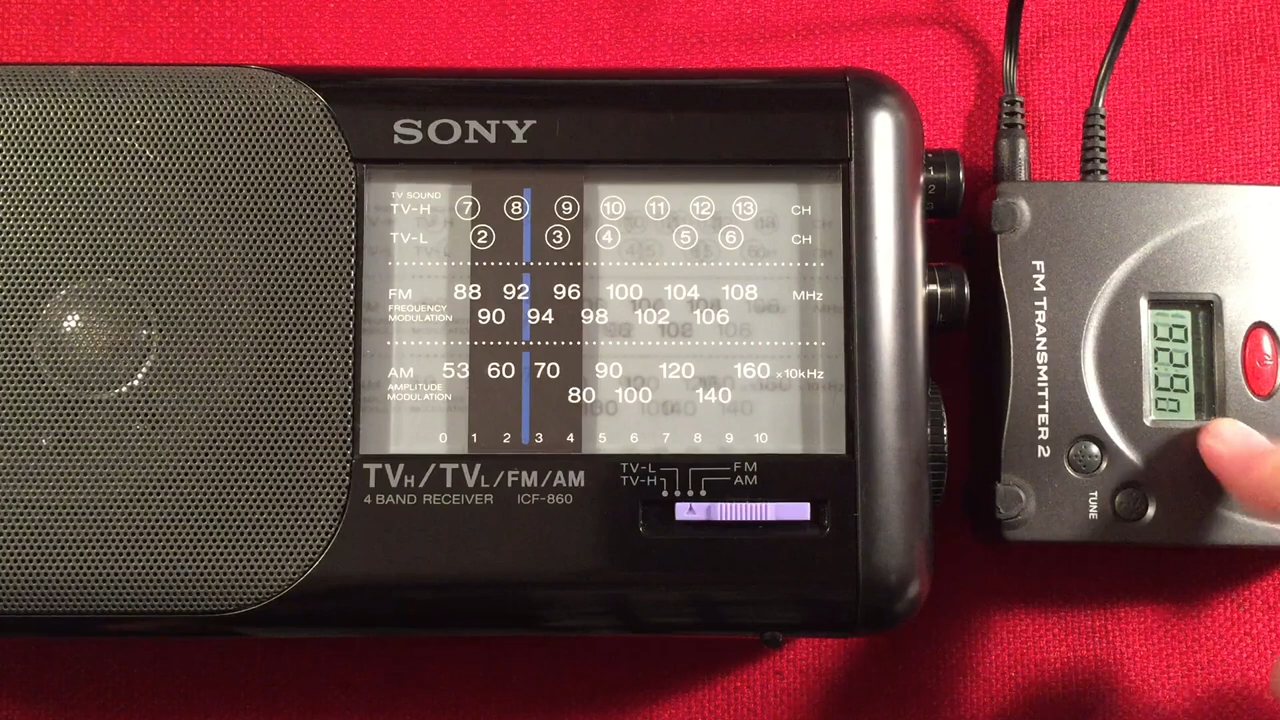 SONY
TV SOUND
TV-H 7 8 9 10 11 12 13 CH
TV-L 2 3 4 5 6 CH
FM 88 92 96 100 104 108 MHz
FREQUENCY MODULATION 90 94 98 102 106
AM 53 60 70 90 120 160 ×10kHz
AMPLITUDE MODULATION 80 100 140
0 1 2 3 4 5 6 7 8 9 10
TVH/TVL/FM/AM
4 BAND RECEIVER ICF-860
TV-L FM
TV-H AM
1
2
3
FM TRANSMITTER 2
TUNE